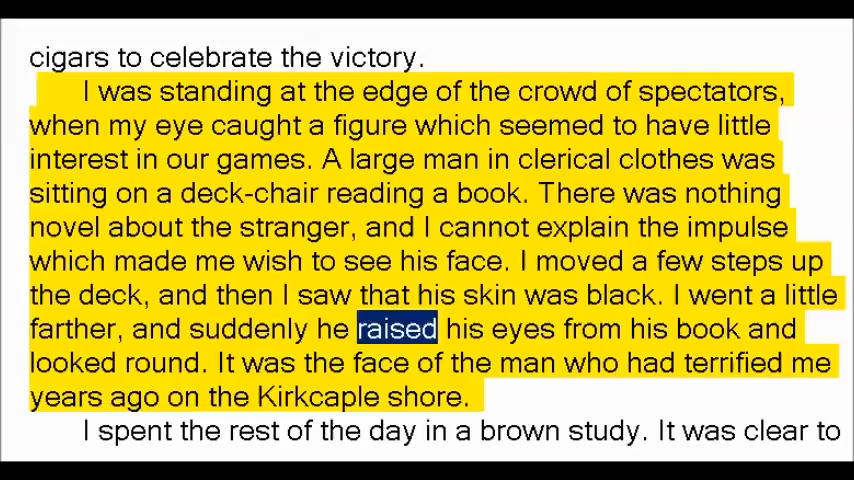 cigars to celebrate the victory.
I was standing at the edge of the crowd of spectators,
when my eye caught a figure which seemed to have little
interest in our games. A large man in clerical clothes was
sitting on a deck-chair reading a book. There was nothing
novel about the stranger, and I cannot explain the impulse
which made me wish to see his face. I moved a few steps up
the deck, and then I saw that his skin was black. I went a little
farther, and suddenly he raised his eyes from his book and
looked round. It was the face of the man who had terrified me
years ago on the Kirkcaple shore.
I spent the rest of the day in a brown study. It was clear to